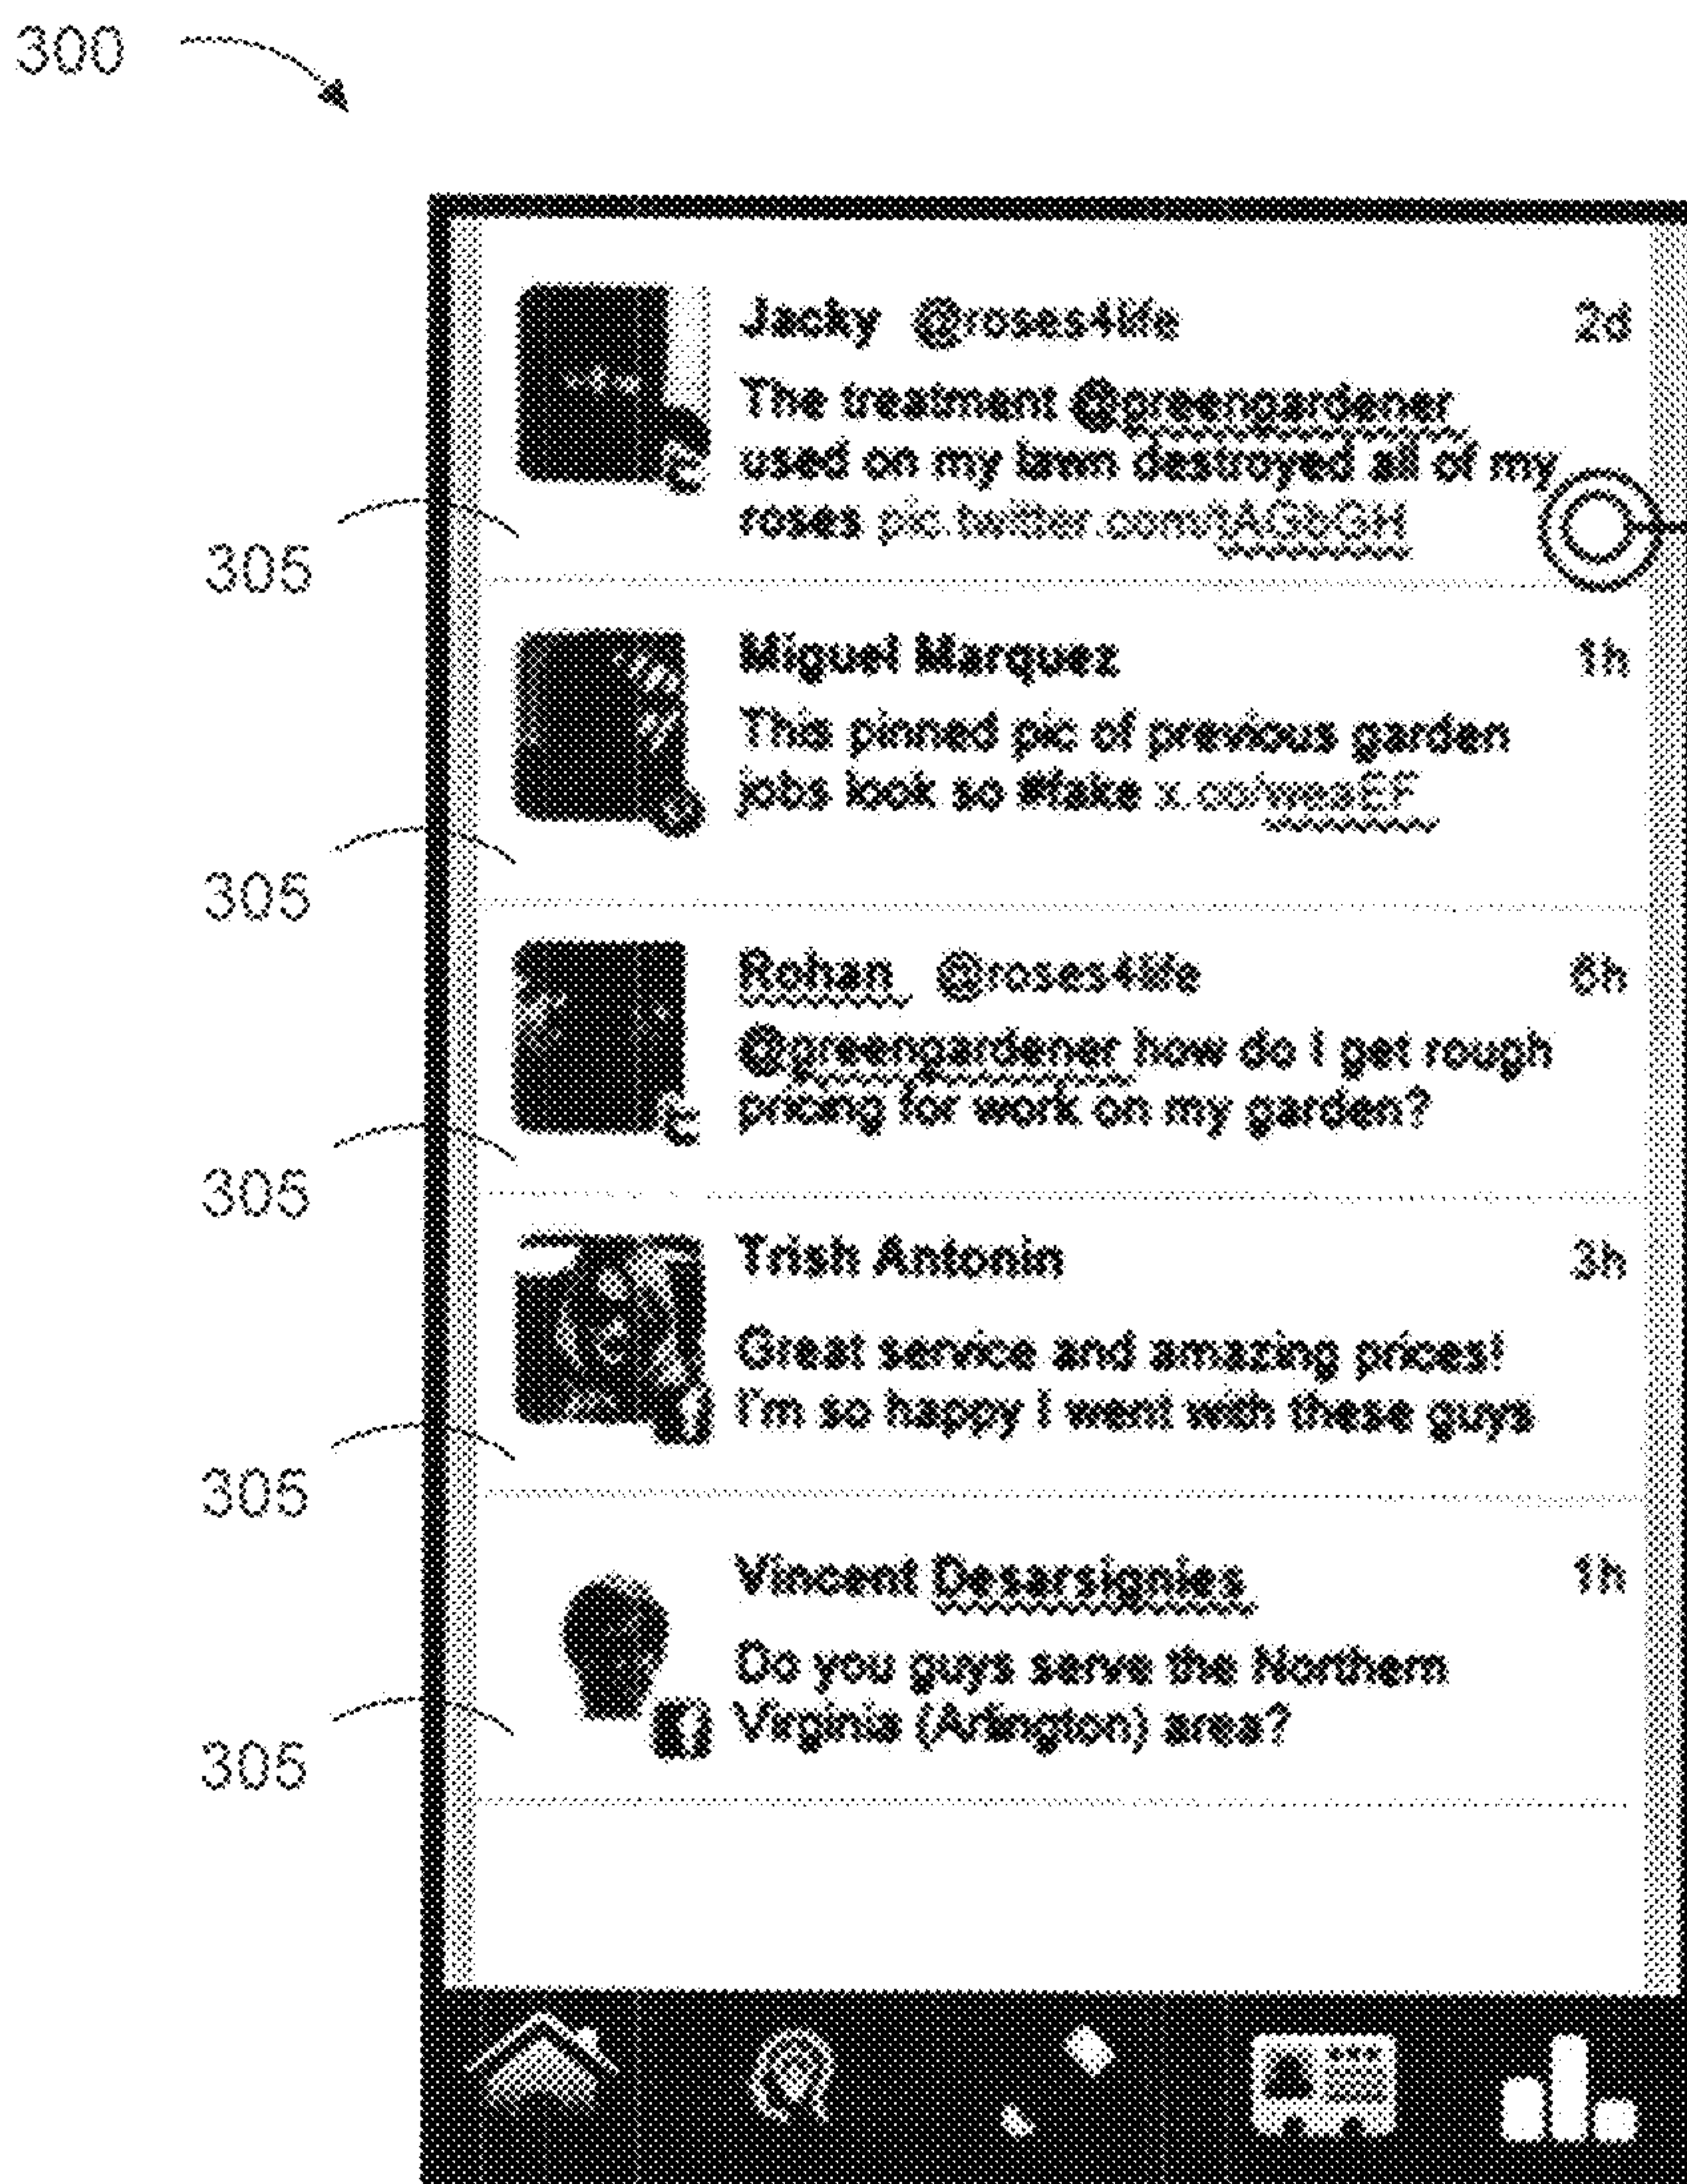 300
Jacky @roses4life 2d
The treatment @greengardener
used on my lawn destroyed all of my
roses pic.twitter.com/tAGbGH
305
Miguel Marquez 1h
This pinned pic of previous garden
jobs look so #fake x.co/
305
Rohan @roses4life 6h
@greengardener how do I get rough
pricing for work on my garden?
305
Trish Antonin 3h
Great service and amazing prices!
I'm so happy I went with these guys
305
Vincent Desarsignies 1h
Do you guys serve the Northern
Virginia (Arlington) area?
305